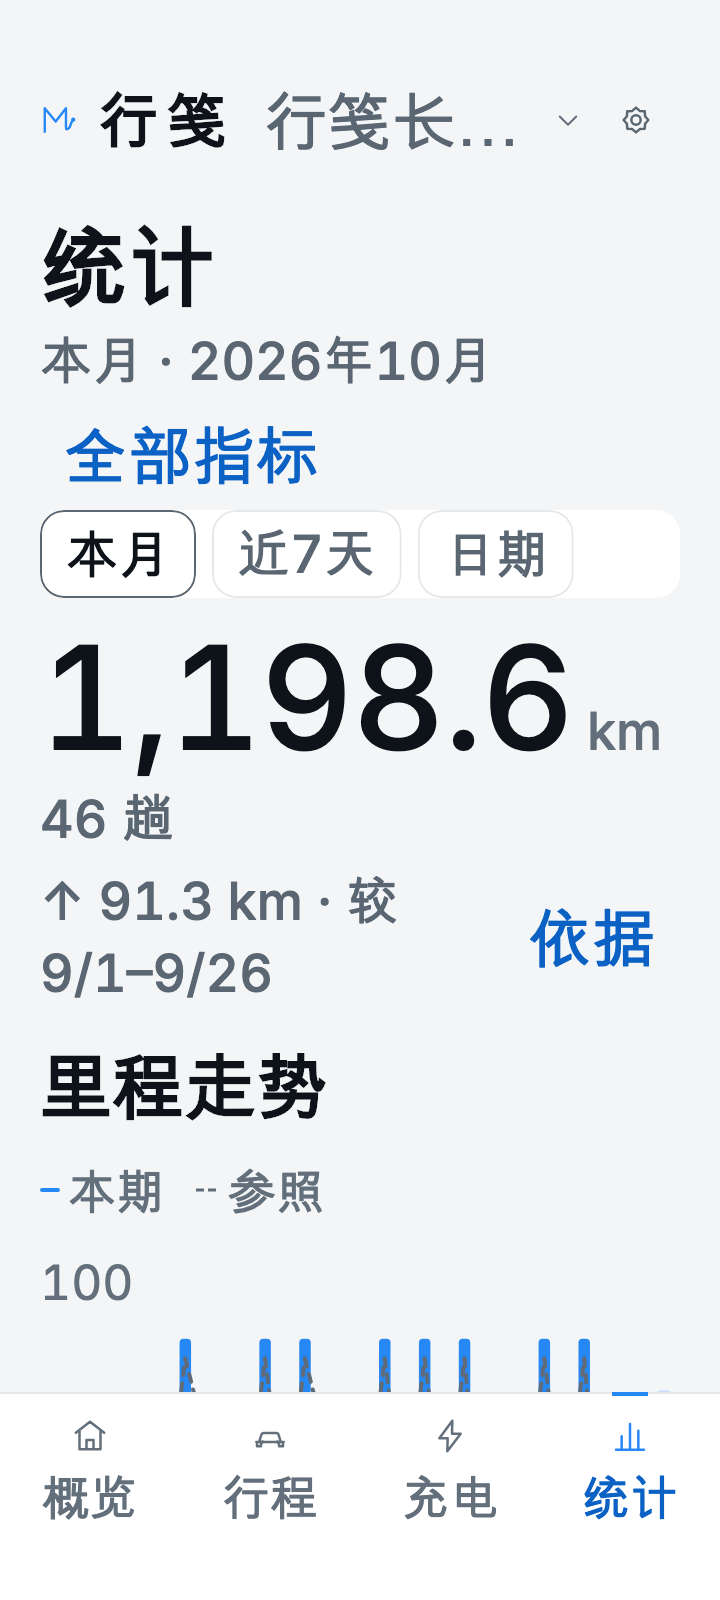 行笺 行笺长...
统计
本月 · 2026年10月
全部指标
本月 近7天 日期
1,198.6 km
46 趟
↑ 91.3 km · 较
9/1–9/26
依据
里程走势
本期 参照
100
概览 行程 充电 统计